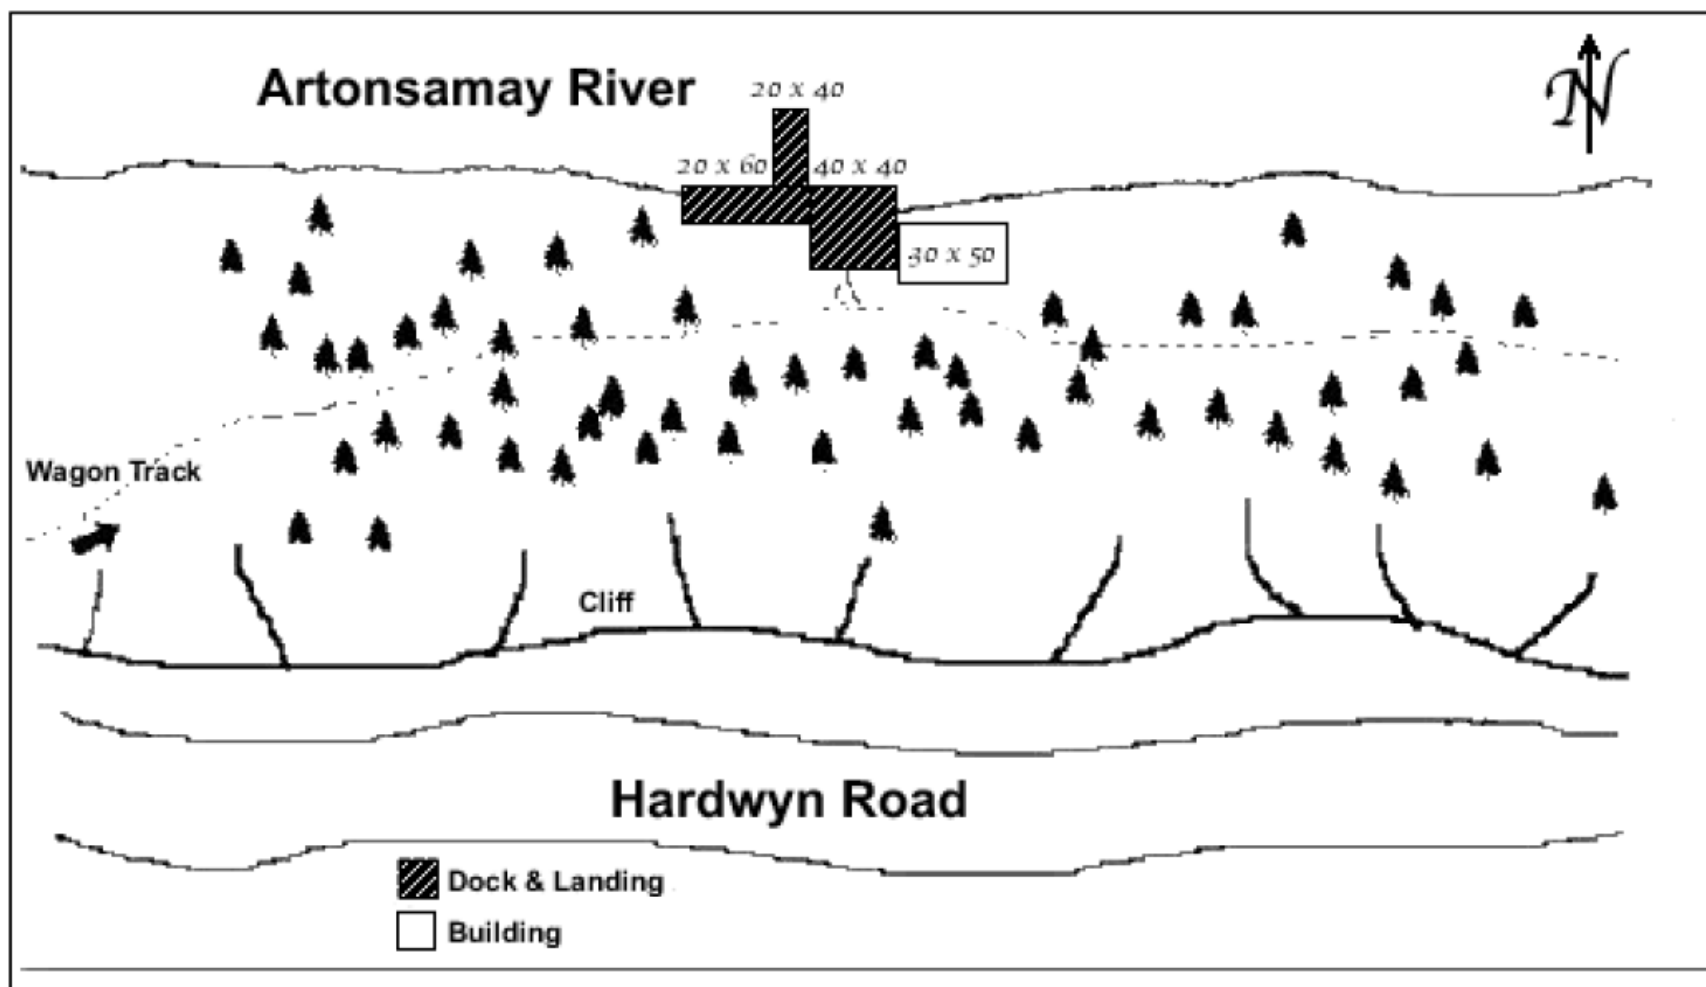 20 x 40
Artonsamay River
N
20 x 60
40 x 40
30 x 50
Wagon Track
Cliff
Hardwyn Road
Dock & Landing
Building